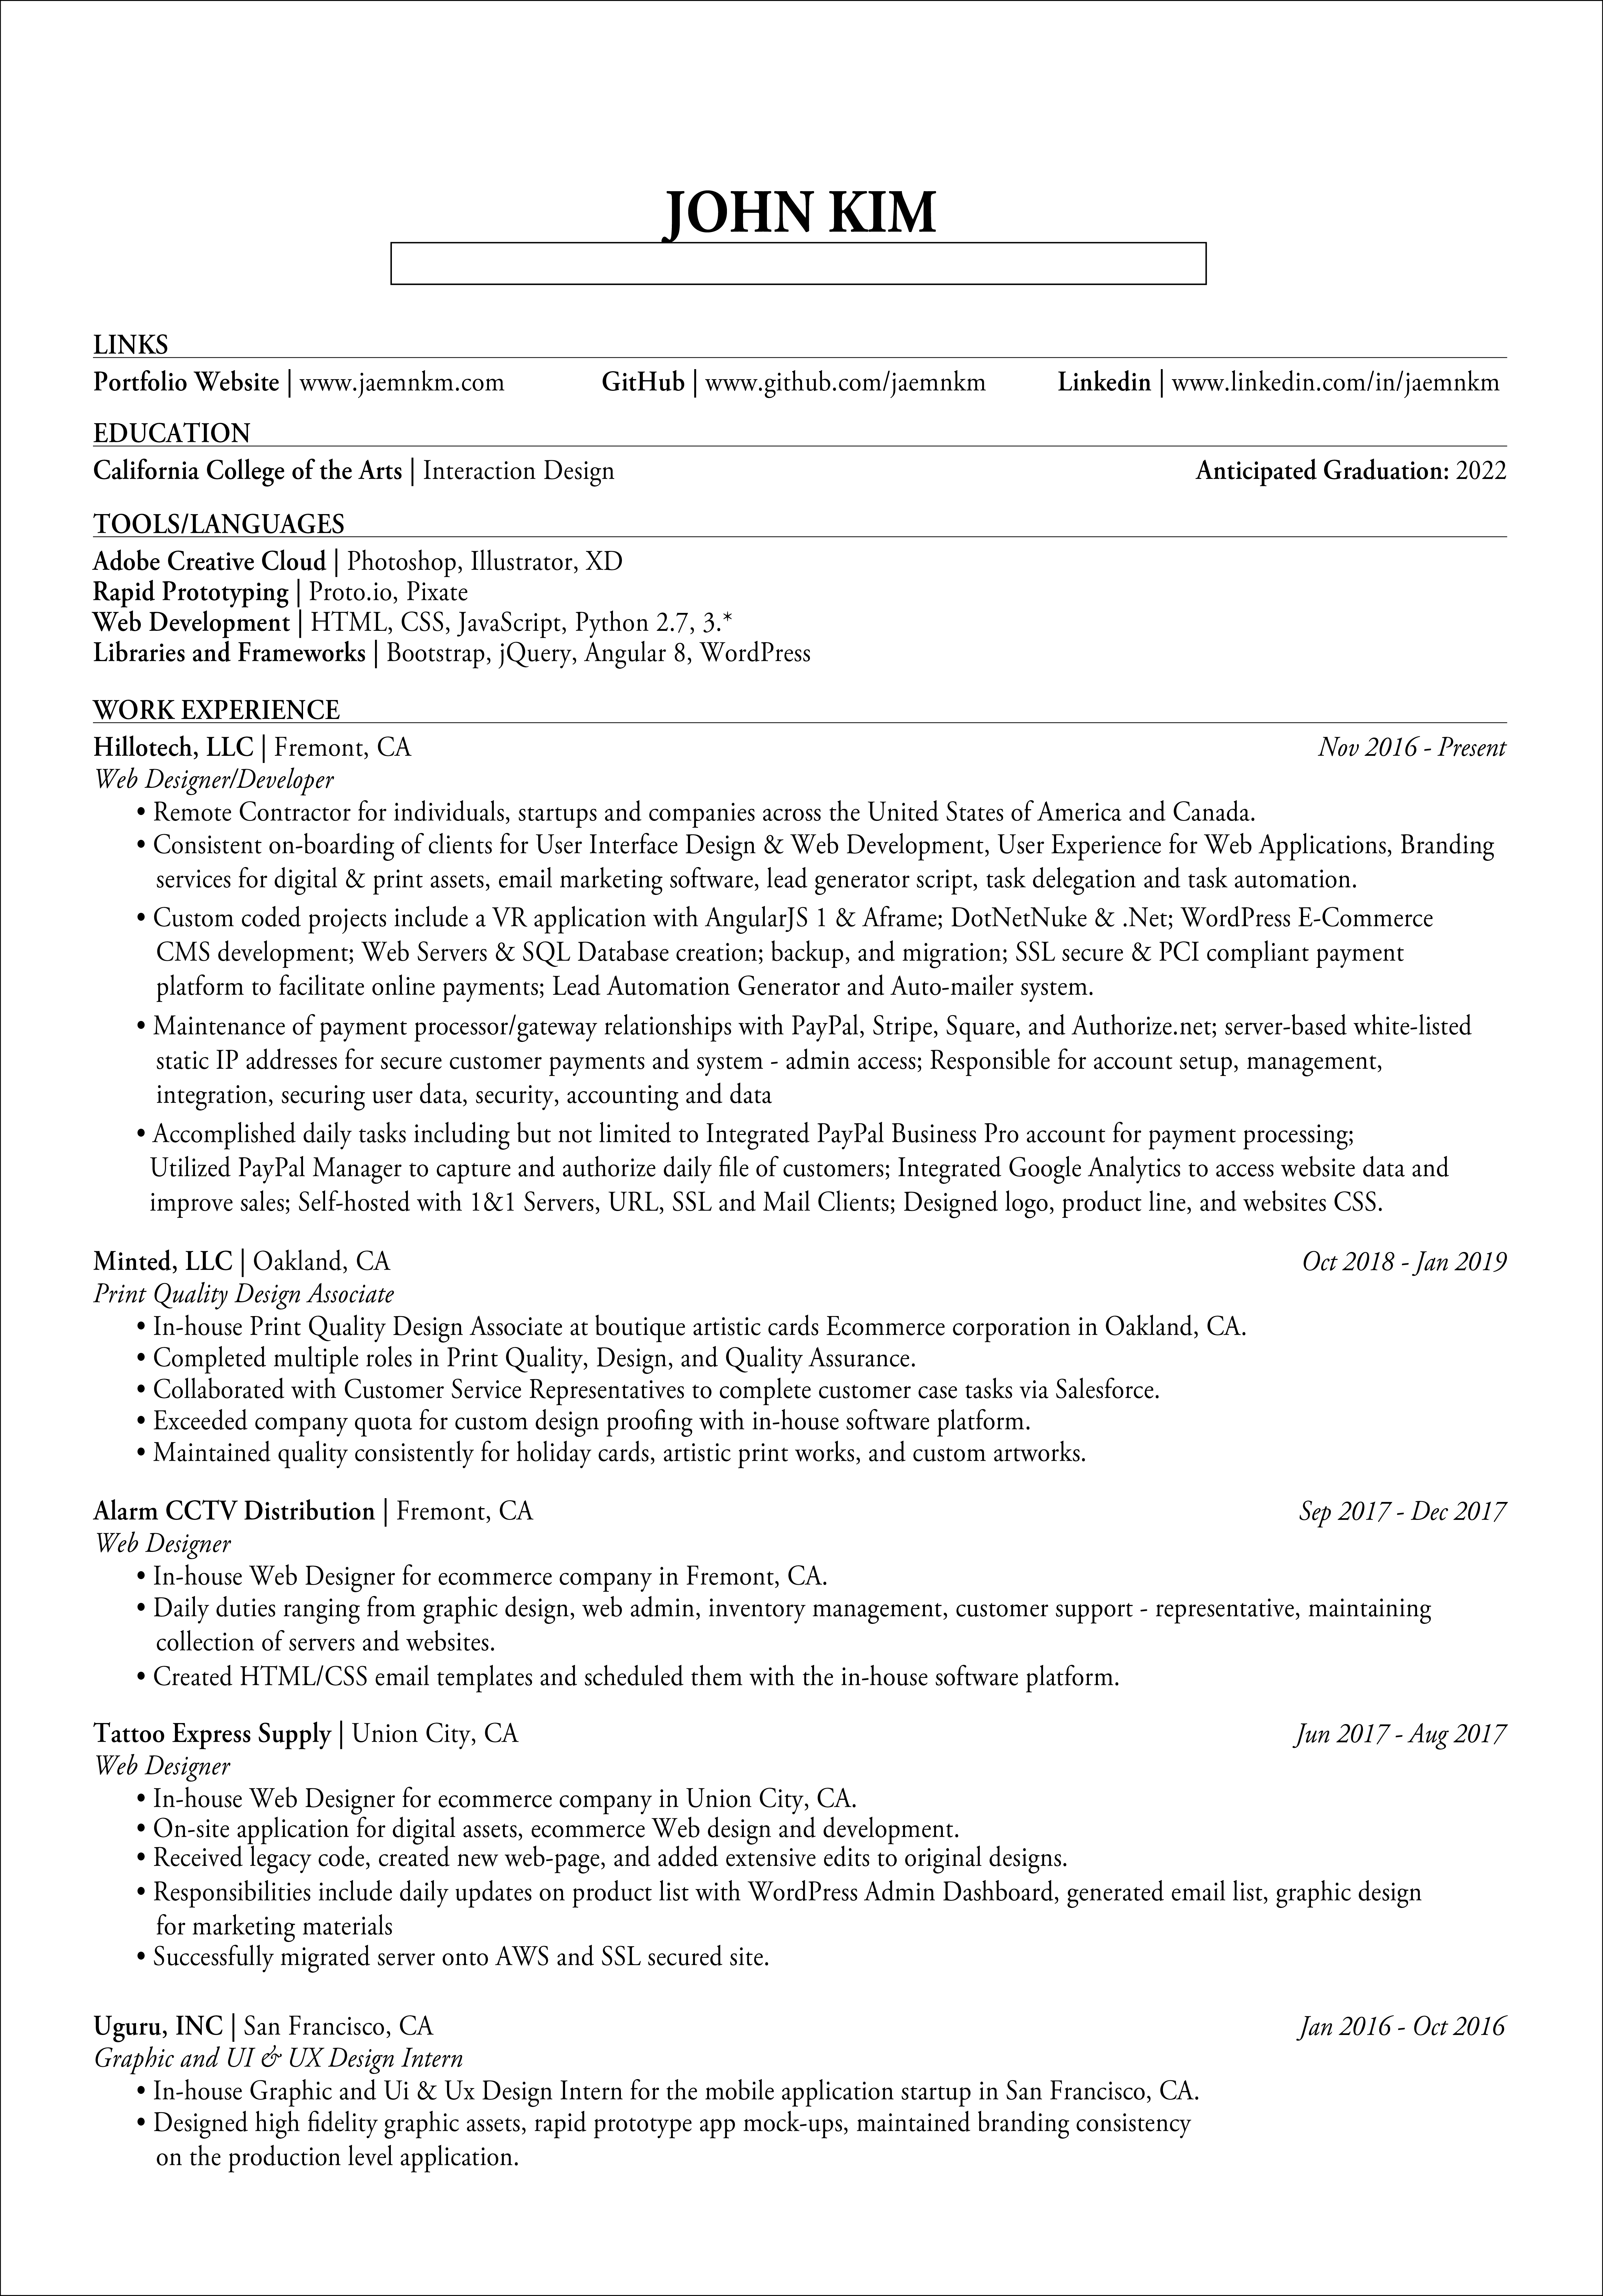 JOHN KIM
LINKS
Portfolio Website | www.jaemnkm.com GitHub | www.github.com/jaemnkm Linkedin | www.linkedin.com/in/jaemnkm
EDUCATION
California College of the Arts | Interaction Design Anticipated Graduation: 2022
TOOLS/LANGUAGES
Adobe Creative Cloud | Photoshop, Illustrator, XD
Rapid Prototyping | Proto.io, Pixate
Web Development | HTML, CSS, JavaScript, Python 2.7, 3.*
Libraries and Frameworks | Bootstrap, jQuery, Angular 8, WordPress
WORK EXPERIENCE
Hillotech, LLC | Fremont, CA Nov 2016 - Present
Web Designer/Developer
• Remote Contractor for individuals, startups and companies across the United States of America and Canada.
• Consistent on-boarding of clients for User Interface Design & Web Development, User Experience for Web Applications, Branding
services for digital & print assets, email marketing software, lead generator script, task delegation and task automation.
• Custom coded projects include a VR application with AngularJS 1 & Aframe; DotNetNuke & .Net; WordPress E-Commerce
CMS development; Web Servers & SQL Database creation; backup, and migration; SSL secure & PCI compliant payment
platform to facilitate online payments; Lead Automation Generator and Auto-mailer system.
• Maintenance of payment processor/gateway relationships with PayPal, Stripe, Square, and Authorize.net; server-based white-listed
static IP addresses for secure customer payments and system - admin access; Responsible for account setup, management,
integration, securing user data, security, accounting and data
• Accomplished daily tasks including but not limited to Integrated PayPal Business Pro account for payment processing;
Utilized PayPal Manager to capture and authorize daily file of customers; Integrated Google Analytics to access website data and
improve sales; Self-hosted with 1&1 Servers, URL, SSL and Mail Clients; Designed logo, product line, and websites CSS.
Minted, LLC | Oakland, CA Oct 2018 - Jan 2019
Print Quality Design Associate
• In-house Print Quality Design Associate at boutique artistic cards Ecommerce corporation in Oakland, CA.
• Completed multiple roles in Print Quality, Design, and Quality Assurance.
• Collaborated with Customer Service Representatives to complete customer case tasks via Salesforce.
• Exceeded company quota for custom design proofing with in-house software platform.
• Maintained quality consistently for holiday cards, artistic print works, and custom artworks.
Alarm CCTV Distribution | Fremont, CA Sep 2017 - Dec 2017
Web Designer
• In-house Web Designer for ecommerce company in Fremont, CA.
• Daily duties ranging from graphic design, web admin, inventory management, customer support - representative, maintaining
collection of servers and websites.
• Created HTML/CSS email templates and scheduled them with the in-house software platform.
Tattoo Express Supply | Union City, CA Jun 2017 - Aug 2017
Web Designer
• In-house Web Designer for ecommerce company in Union City, CA.
• On-site application for digital assets, ecommerce Web design and development.
• Received legacy code, created new web-page, and added extensive edits to original designs.
• Responsibilities include daily updates on product list with WordPress Admin Dashboard, generated email list, graphic design
for marketing materials
• Successfully migrated server onto AWS and SSL secured site.
Uguru, INC | San Francisco, CA Jan 2016 - Oct 2016
Graphic and UI & UX Design Intern
• In-house Graphic and Ui & Ux Design Intern for the mobile application startup in San Francisco, CA.
• Designed high fidelity graphic assets, rapid prototype app mock-ups, maintained branding consistency
on the production level application.